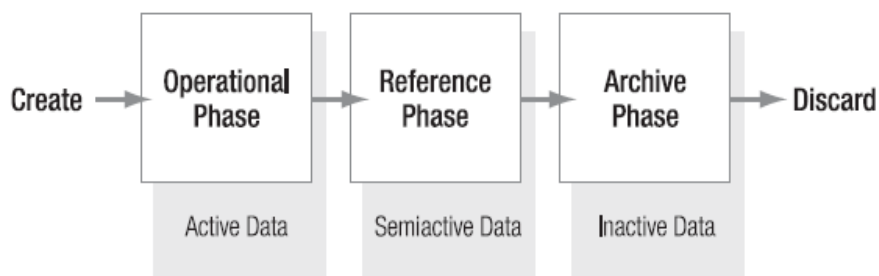 Create
Operational
Phase
Reference
Phase
Archive
Phase
Discard
Active Data
Semiactive Data
Inactive Data